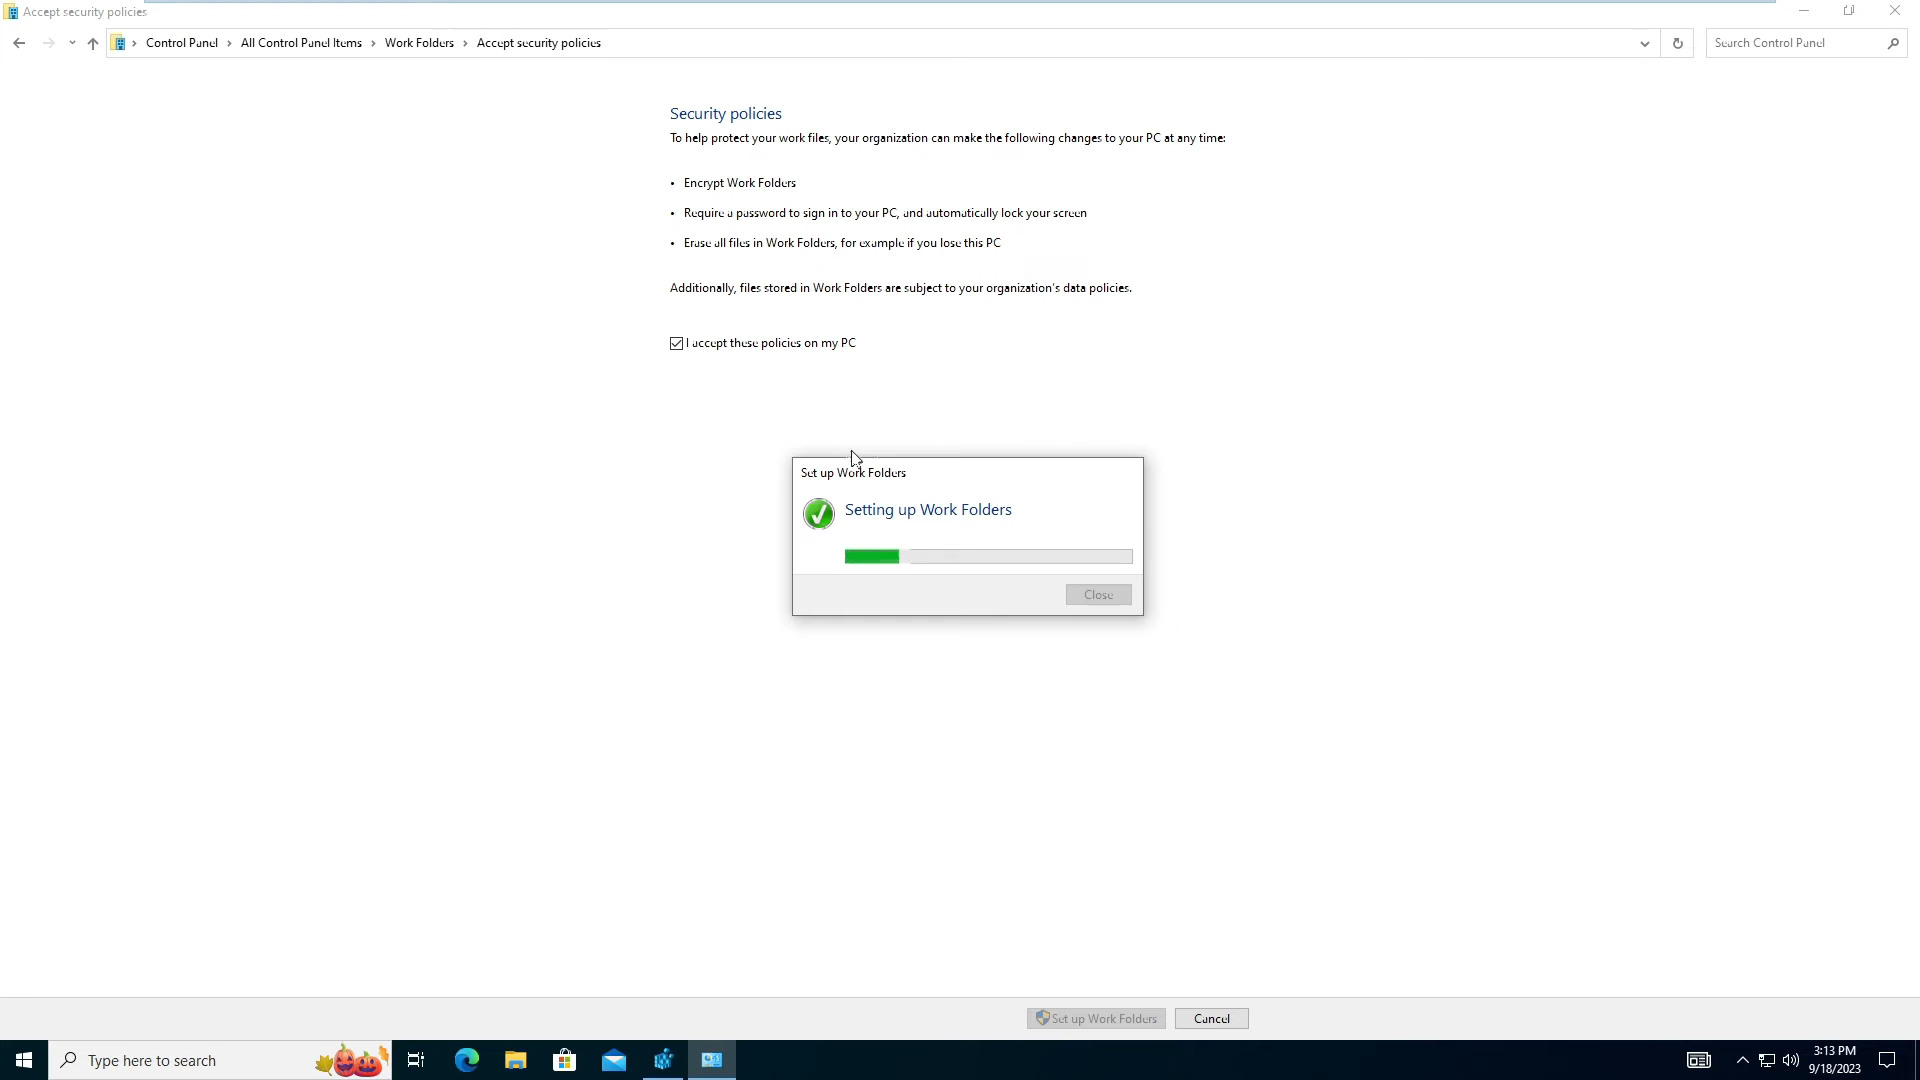 Accept security policies
Control Panel > All Control Panel Items > Work Folders > Accept security policies
Search Control Panel
Security policies
To help protect your work files, your organization can make the following changes to your PC at any time:
• Encrypt Work Folders
• Require a password to sign in to your PC, and automatically lock your screen
• Erase all files in Work Folders, for example if you lose this PC
Additionally, files stored in Work Folders are subject to your organization's data policies.
I accept these policies on my PC
Set up Work Folders
Setting up Work Folders
Close
Set up Work Folders
Cancel
Type here to search
3:13 PM
9/18/2023